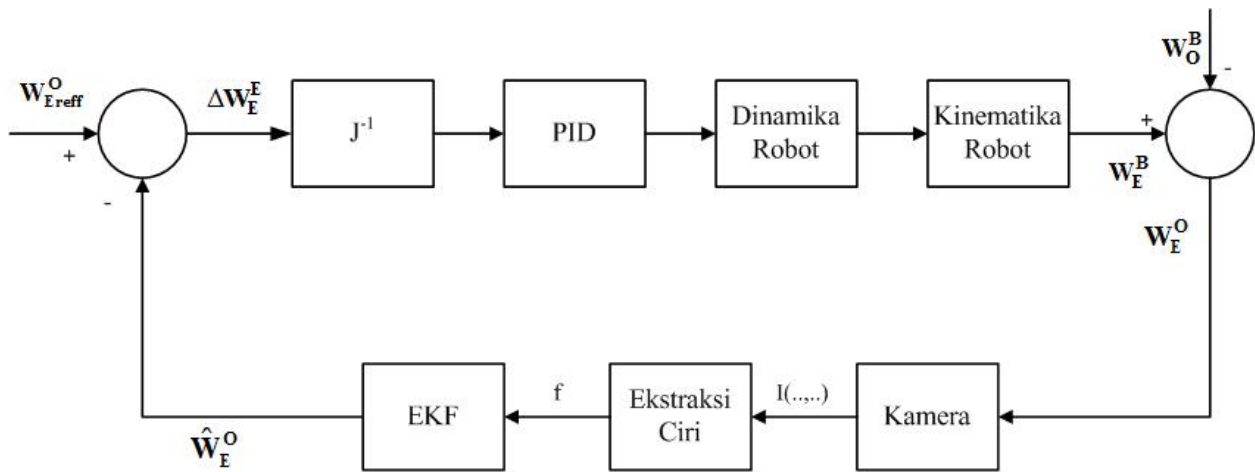 W^O_Ereff
+
-
ΔW^E_E
J^-1
PID
Dinamika
Robot
Kinematika
Robot
W^B_O
-
+
W^B_E
W^O_E
Kamera
I(..,..)
Ekstraksi
Ciri
f
EKF
Ŵ^O_E